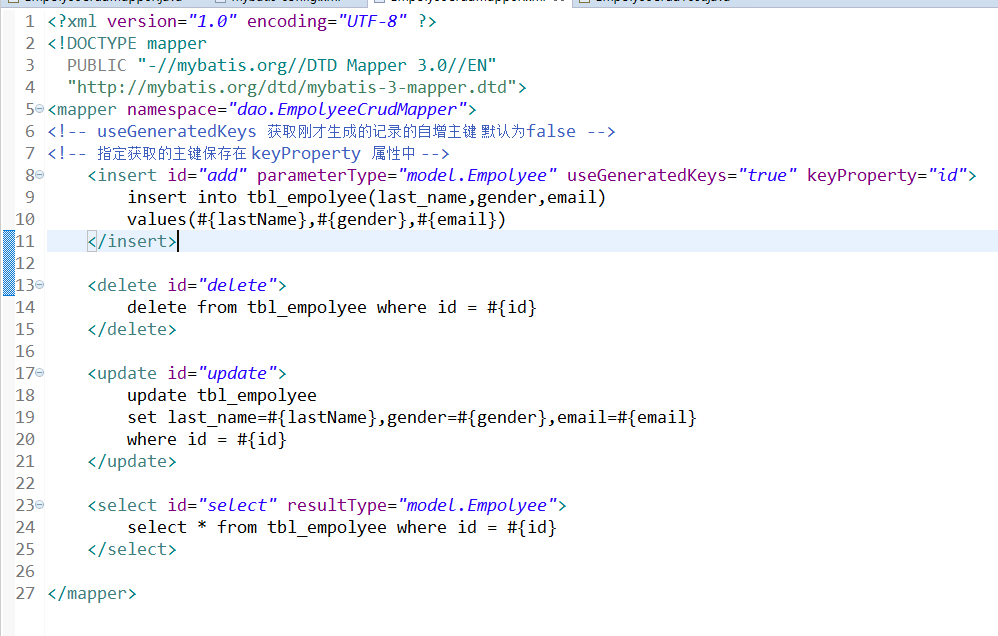 1 <?xml version="1.0" encoding="UTF-8" ?>
2 <!DOCTYPE mapper
3 PUBLIC "-//mybatis.org//DTD Mapper 3.0//EN"
4 "http://mybatis.org/dtd/mybatis-3-mapper.dtd">
5 <mapper namespace="dao.EmpolyeeCrudMapper">
6 <!-- useGeneratedKeys 获取刚才生成的记录的自增主键 默认为false -->
7 <!-- 指定获取的主键保存在 keyProperty 属性中 -->
8 <insert id="add" parameterType="model.Empolyee" useGeneratedKeys="true" keyProperty="id">
9 insert into tbl_empolyee(last_name,gender,email)
10 values(#{lastName},#{gender},#{email})
11 </insert>
12
13 <delete id="delete">
14 delete from tbl_empolyee where id = #{id}
15 </delete>
16
17 <update id="update">
18 update tbl_empolyee
19 set last_name=#{lastName},gender=#{gender},email=#{email}
20 where id = #{id}
21 </update>
22
23 <select id="select" resultType="model.Empolyee">
24 select * from tbl_empolyee where id = #{id}
25 </select>
26
27 </mapper>